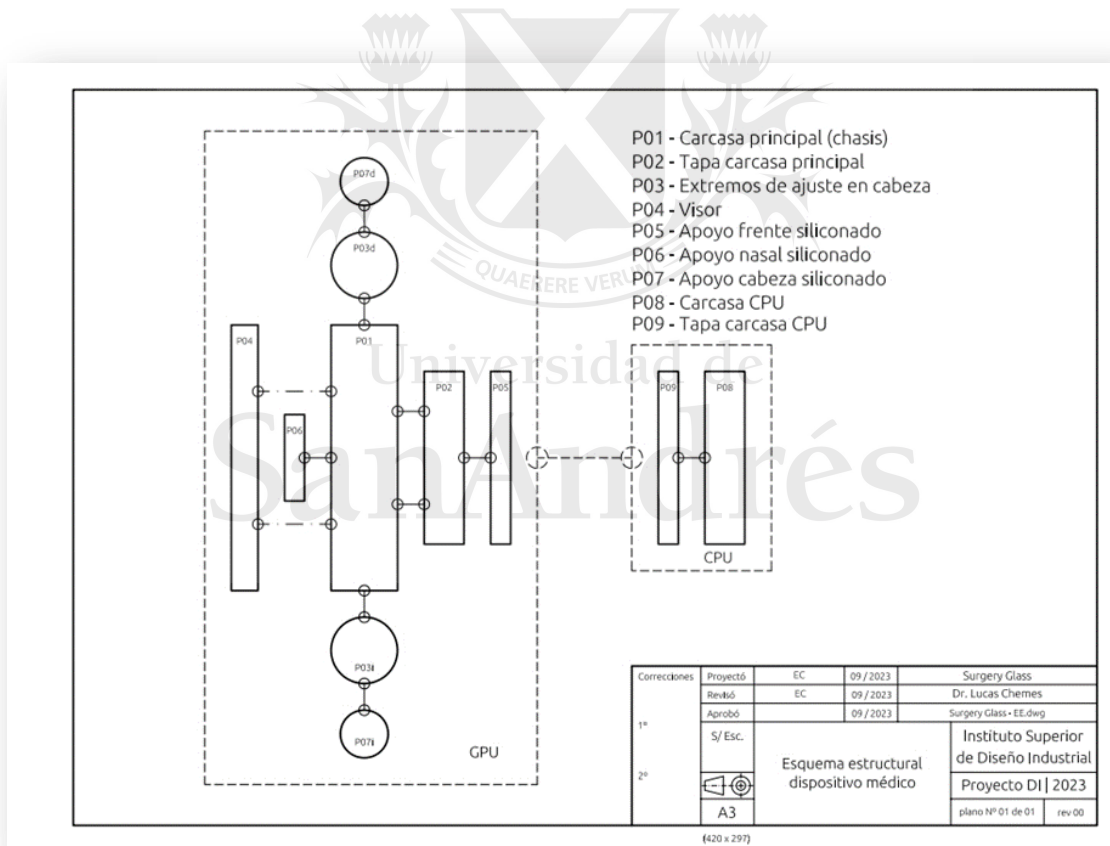 QUAERERE VERUM
Universidad de
SanAndrés
P01 - Carcasa principal (chasis)
P02 - Tapa carcasa principal
P03 - Extremos de ajuste en cabeza
P04 - Visor
P05 - Apoyo frente siliconado
P06 - Apoyo nasal siliconado
P07 - Apoyo cabeza siliconado
P08 - Carcasa CPU
P09 - Tapa carcasa CPU
P07d
P03d
P04
P01
P02
P05
P06
P09
P08
CPU
P03i
P07i
GPU
Correcciones
1º
2º
Proyectó EC 09/2023 Surgery Glass
Revisó EC 09/2023 Dr. Lucas Chemes
Aprobó 09/2023 Surgery Glass - EE.dwg
S/ Esc.
A3
Esquema estructural
dispositivo médico
Instituto Superior
de Diseño Industrial
Proyecto DI | 2023
plano Nº 01 de 01 rev 00
(420 x 297)